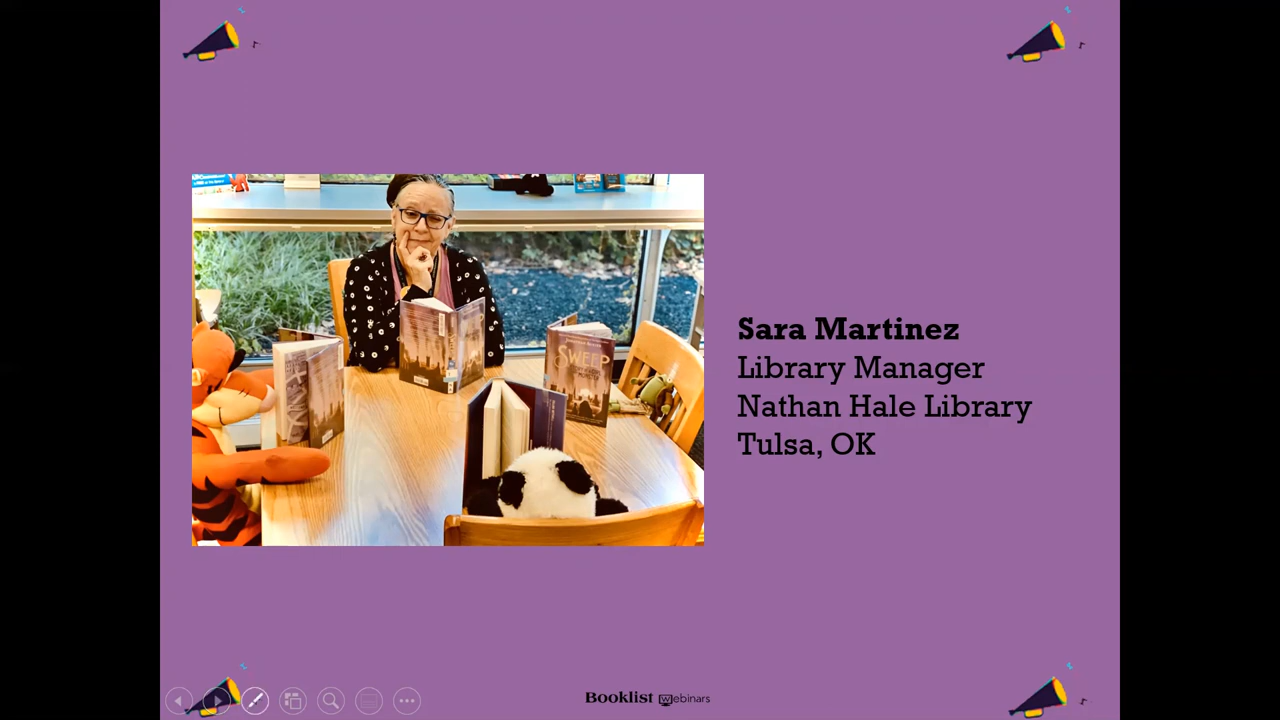 Sara Martinez
Library Manager
Nathan Hale Library
Tulsa, OK
SWEEP
Booklist Webinars